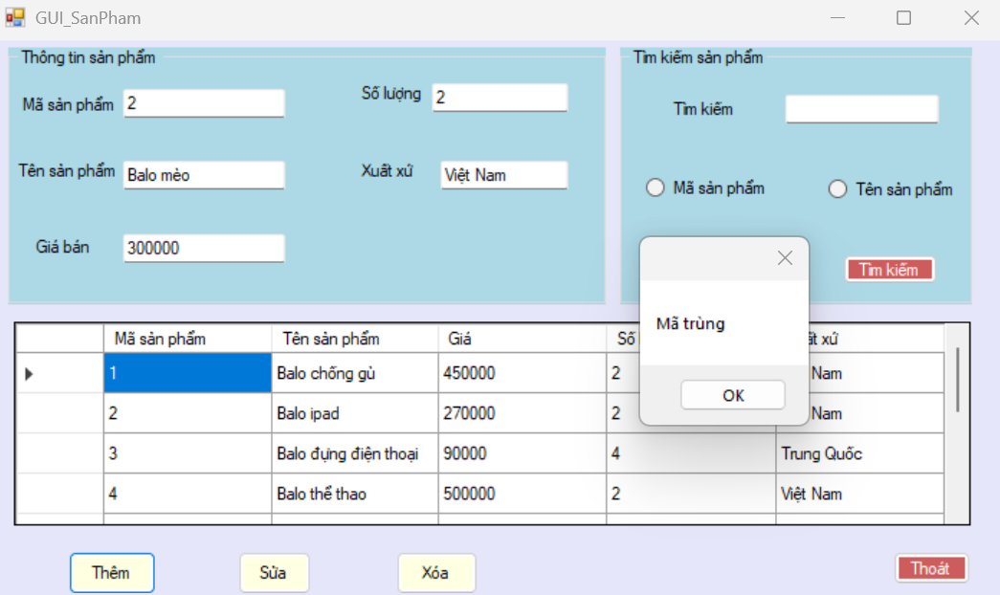 GUI_SanPham
Thông tin sản phẩm
Mã sản phẩm 2
Số lượng 2
Tên sản phẩm Balo mèo
Xuất xứ Việt Nam
Giá bán 300000
Tìm kiếm sản phẩm
Tìm kiếm
Mã sản phẩm
Tên sản phẩm
Tìm kiếm
Mã trùng
OK
Mã sản phẩm Tên sản phẩm Giá Số ất xứ
1 Balo chống gù 450000 2 Nam
2 Balo ipad 270000 2 Nam
3 Balo đựng điện thoại 90000 4 Trung Quốc
4 Balo thể thao 500000 2 Việt Nam
Thêm
Sửa
Xóa
Thoát